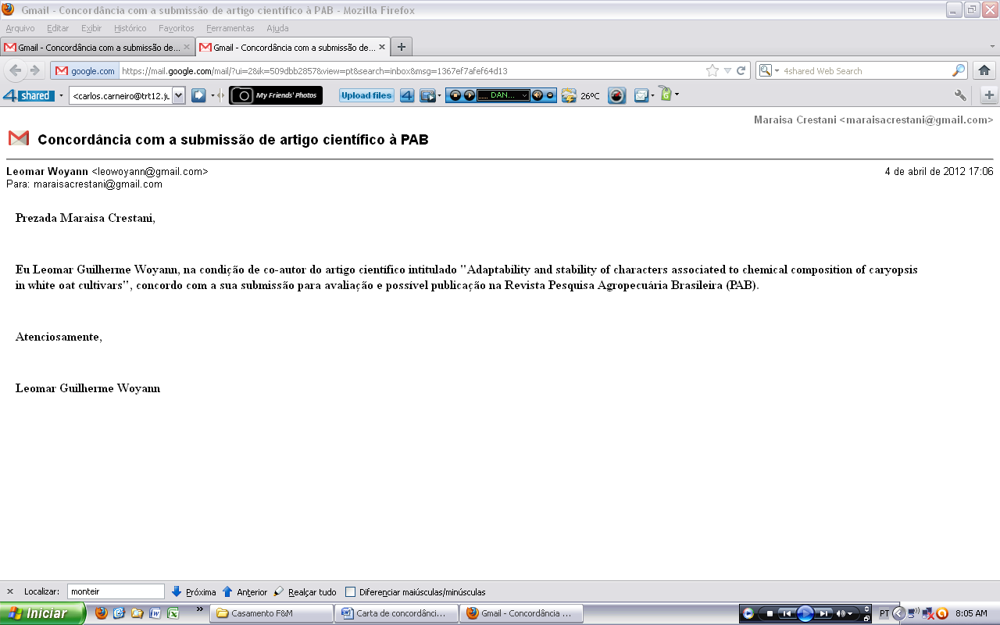 Gmail - Concordância com a submissão de artigo científico à PAB - Mozilla Firefox
Arquivo Editar Exibir Histórico Favoritos Ferramentas Ajuda
Gmail - Concordância com a submissão de... Gmail - Concordância com a submissão de...
google.com https://mail.google.com/mail/?ui=2&ik=509dbb2857&view=pt&search=inbox&msg=1367ef7afef64d13 4shared Web Search
4 shared <carlos.carneiro@trt12.ju My Friends' Photos Upload files 4 DAN... 26ºC
Maraisa Crestani <maraisacrestani@gmail.com>
Concordância com a submissão de artigo científico à PAB
Leomar Woyann <leowoyann@gmail.com> 4 de abril de 2012 17:06
Para: maraisacrestani@gmail.com
Prezada Maraisa Crestani,
Eu Leomar Guilherme Woyann, na condição de co-autor do artigo científico intitulado "Adaptability and stability of characters associated to chemical composition of caryopsis
in white oat cultivars", concordo com a sua submissão para avaliação e possível publicação na Revista Pesquisa Agropecuária Brasileira (PAB).
Atenciosamente,
Leomar Guilherme Woyann
Localizar: monteir Próxima Anterior Realçar tudo Diferenciar maiúsculas/minúsculas
Iniciar Casamento F&M Carta de concordânci... Gmail - Concordância ... PT 8:05 AM